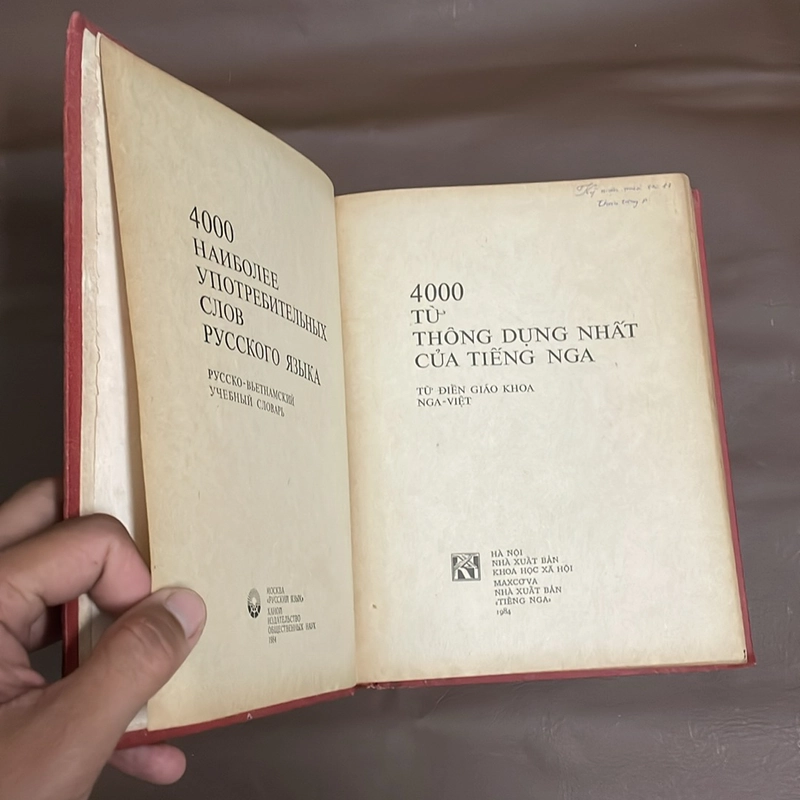 4000
НАИБОЛЕЕ
УПОТРЕБИТЕЛЬНЫХ
СЛОВ
РУССКОГО ЯЗЫКА
РУССКО-ВЬЕТНАМСКИЙ
УЧЕБНЫЙ СЛОВАРЬ
МОСКВА
«РУССКИЙ ЯЗЫК»
ХАНОЙ
ИЗДАТЕЛЬСТВО
ОБЩЕСТВЕННЫХ НАУК
1984
4000
TỪ
THÔNG DỤNG NHẤT
CỦA TIẾNG NGA
TỪ ĐIỂN GIÁO KHOA
NGA-VIỆT
HÀ NỘI
NHÀ XUẤT BẢN
KHOA HỌC XÃ HỘI
MAXCƠVA
NHÀ XUẤT BẢN
«TIẾNG NGA»
1984